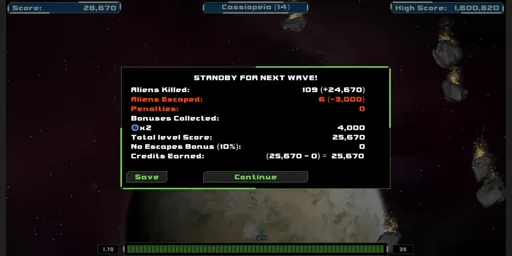 Score: 28,670
Cassiopeia (14)
High Score: 1,600,820
STANDBY FOR NEXT WAVE!
Aliens Killed: 109 (+24,670)
Aliens Escaped: 6 (-3,000)
Penalties: 0
Bonuses Collected:
x2 4,000
Total level Score: 25,670
No Escapes Bonus (10%): 0
Credits Earned: (25,670 - 0) = 25,670
Save
Continue
1.70
38